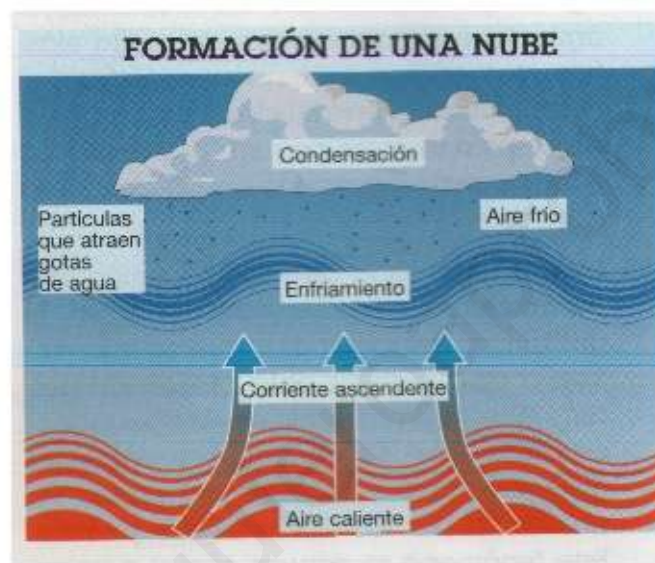 FORMACIÓN DE UNA NUBE
Condensación
Partículas
que atraen
gotas
de agua
Aire frío
Enfriamiento
Corriente ascendente
Aire caliente